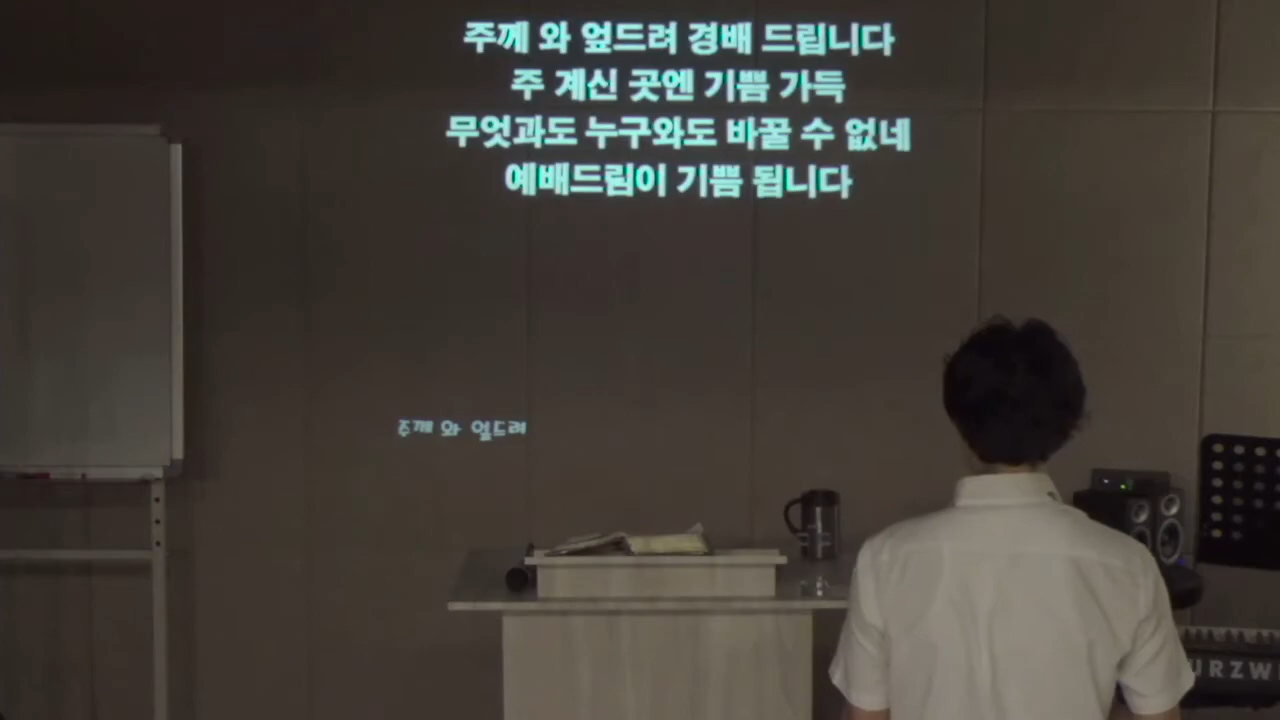 주께 와 엎드려 경배 드립니다
주 계신 곳엔 기쁨 가득
무엇과도 누구와도 바꿀 수 없네
예배드림이 기쁨 됩니다
주께 와 엎드려
URZW